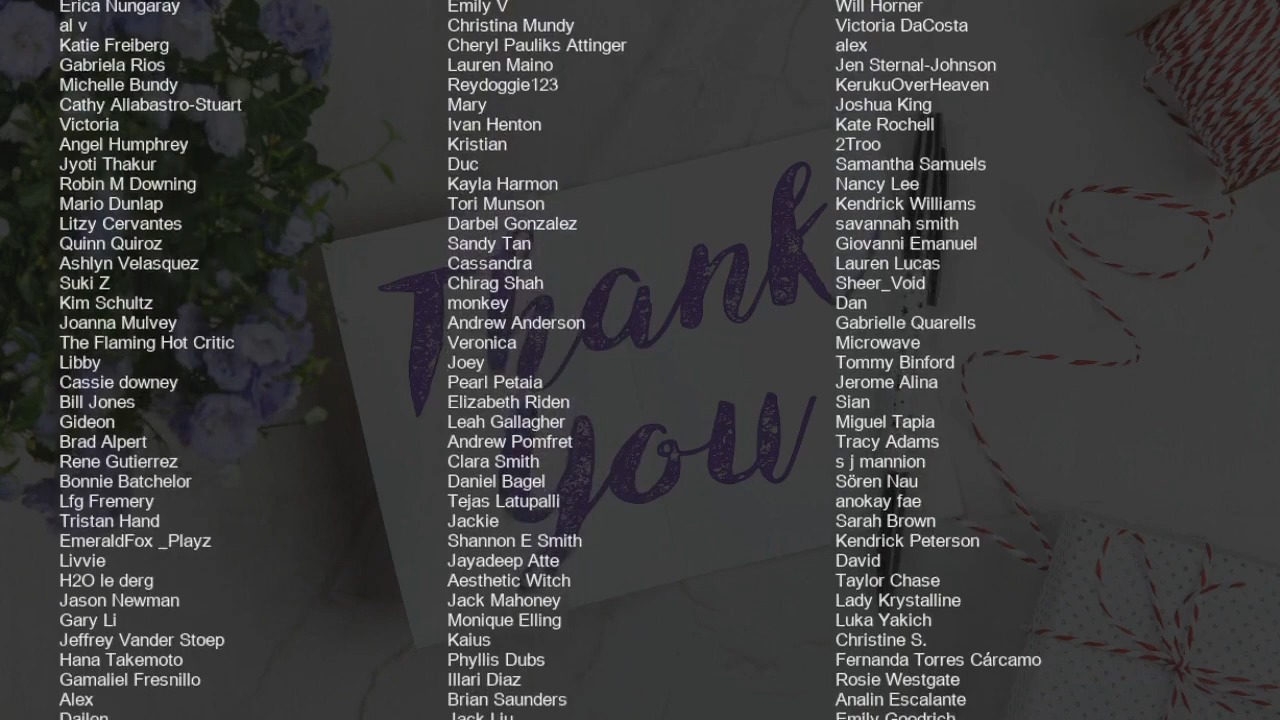 Erica Nungaray
al v
Katie Freiberg
Gabriela Rios
Michelle Bundy
Cathy Allabastro-Stuart
Victoria
Angel Humphrey
Jyoti Thakur
Robin M Downing
Mario Dunlap
Litzy Cervantes
Quinn Quiroz
Ashlyn Velasquez
Suki Z
Kim Schultz
Joanna Mulvey
The Flaming Hot Critic
Libby
Cassie downey
Bill Jones
Gideon
Brad Alpert
Rene Gutierrez
Bonnie Batchelor
Lfg Fremery
Tristan Hand
EmeraldFox _Playz
Livvie
H2O le derg
Jason Newman
Gary Li
Jeffrey Vander Stoep
Hana Takemoto
Gamaliel Fresnillo
Alex
Dailen
Emily V
Christina Mundy
Cheryl Pauliks Attinger
Lauren Maino
Reydoggie123
Mary
Ivan Henton
Kristian
Duc
Kayla Harmon
Tori Munson
Darbel Gonzalez
Sandy Tan
Cassandra
Chirag Shah
monkey
Andrew Anderson
Veronica
Joey
Pearl Petaia
Elizabeth Riden
Leah Gallagher
Andrew Pomfret
Clara Smith
Daniel Bagel
Tejas Latupalli
Jackie
Shannon E Smith
Jayadeep Atte
Aesthetic Witch
Jack Mahoney
Monique Elling
Kaius
Phyllis Dubs
Illari Diaz
Brian Saunders
Jack Liu
Will Horner
Victoria DaCosta
alex
Jen Sternal-Johnson
KerukuOverHeaven
Joshua King
Kate Rochell
2Troo
Samantha Samuels
Nancy Lee
Kendrick Williams
savannah smith
Giovanni Emanuel
Lauren Lucas
Sheer_Void
Dan
Gabrielle Quarells
Microwave
Tommy Binford
Jerome Alina
Sian
Miguel Tapia
Tracy Adams
s j mannion
Sören Nau
anokay fae
Sarah Brown
Kendrick Peterson
David
Taylor Chase
Lady Krystalline
Luka Yakich
Christine S.
Fernanda Torres Cárcamo
Rosie Westgate
Analin Escalante
Emily Goodrich
Thank
you